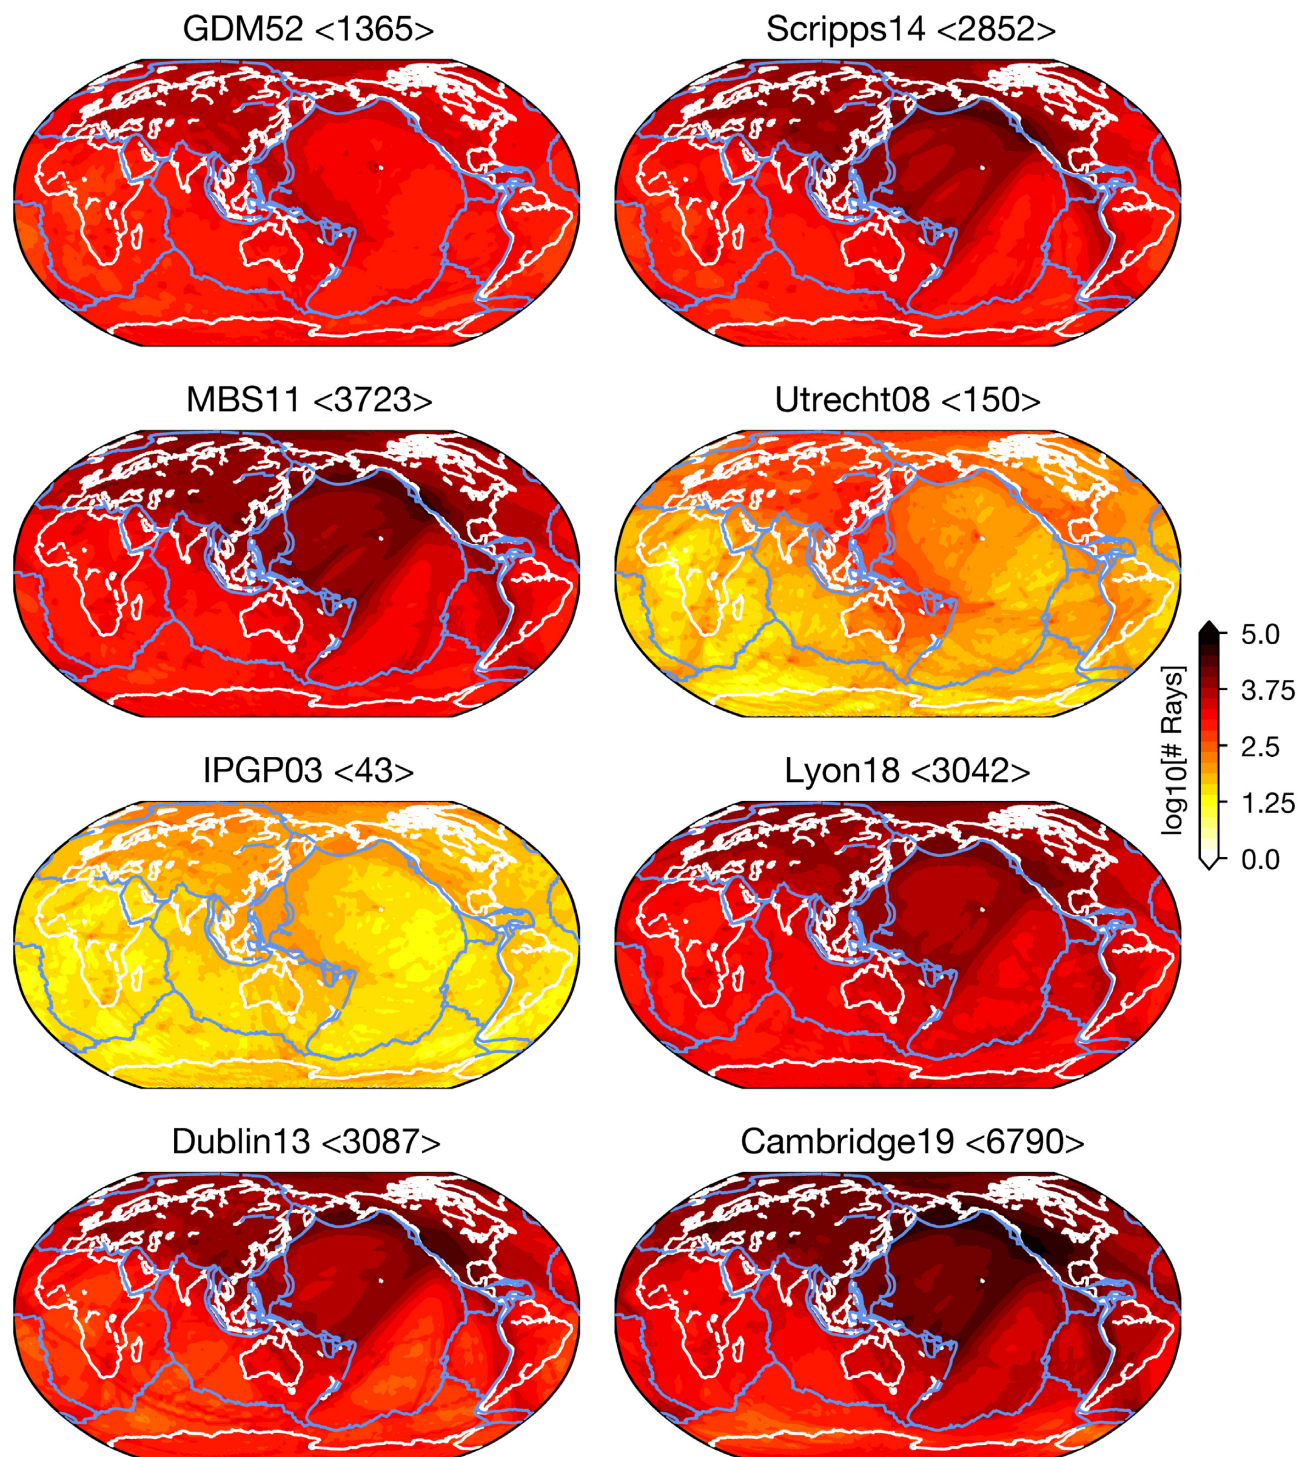 GDM52 <1365>
Scripps14 <2852>
MBS11 <3723>
Utrecht08 <150>
IPGP03 <43>
Lyon18 <3042>
log10[# Rays]
5.0
3.75
2.5
1.25
0.0
Dublin13 <3087>
Cambridge19 <6790>